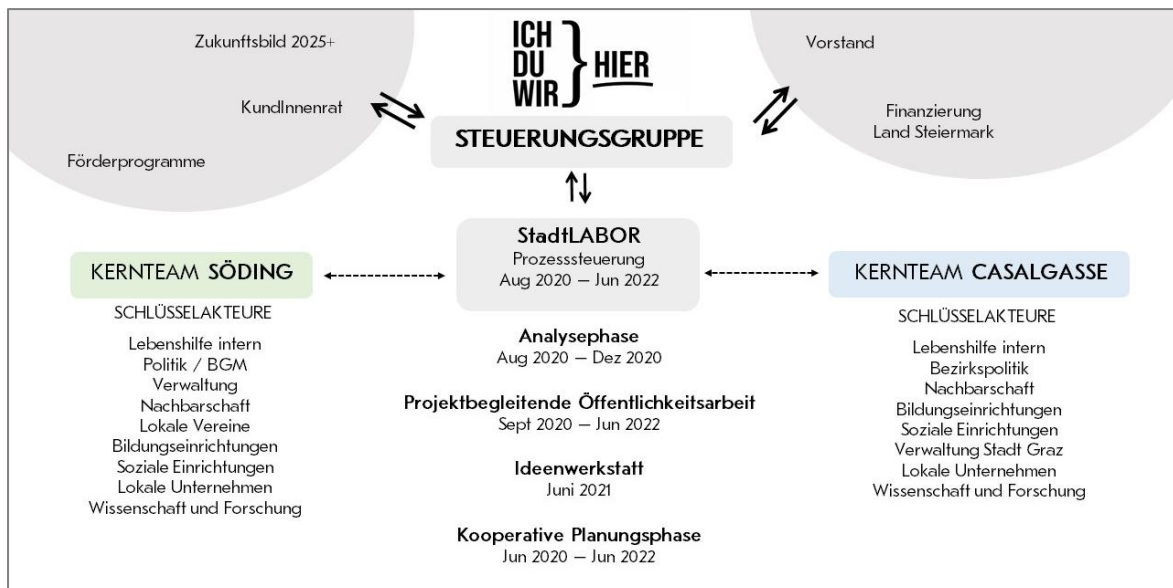 Zukunftsbild 2025+
KundInnenrat
Förderprogramme
ICH
DU
WIR
HIER
STEUERUNGSGRUPPE
Vorstand
Finanzierung
Land Steiermark
StadtLABOR
Prozesssteuerung
Aug 2020 – Jun 2022
KERNTEAM SÖDING
SCHLÜSSELAKTEURE
Lebenshilfe intern
Politik / BGM
Verwaltung
Nachbarschaft
Lokale Vereine
Bildungseinrichtungen
Soziale Einrichtungen
Lokale Unternehmen
Wissenschaft und Forschung
Analysephase
Aug 2020 – Dez 2020
Projektbegleitende Öffentlichkeitsarbeit
Sept 2020 – Jun 2022
Ideenwerkstatt
Juni 2021
Kooperative Planungsphase
Jun 2020 – Jun 2022
KERNTEAM CASALGASSE
SCHLÜSSELAKTEURE
Lebenshilfe intern
Bezirkspolitik
Nachbarschaft
Bildungseinrichtungen
Soziale Einrichtungen
Verwaltung Stadt Graz
Lokale Unternehmen
Wissenschaft und Forschung